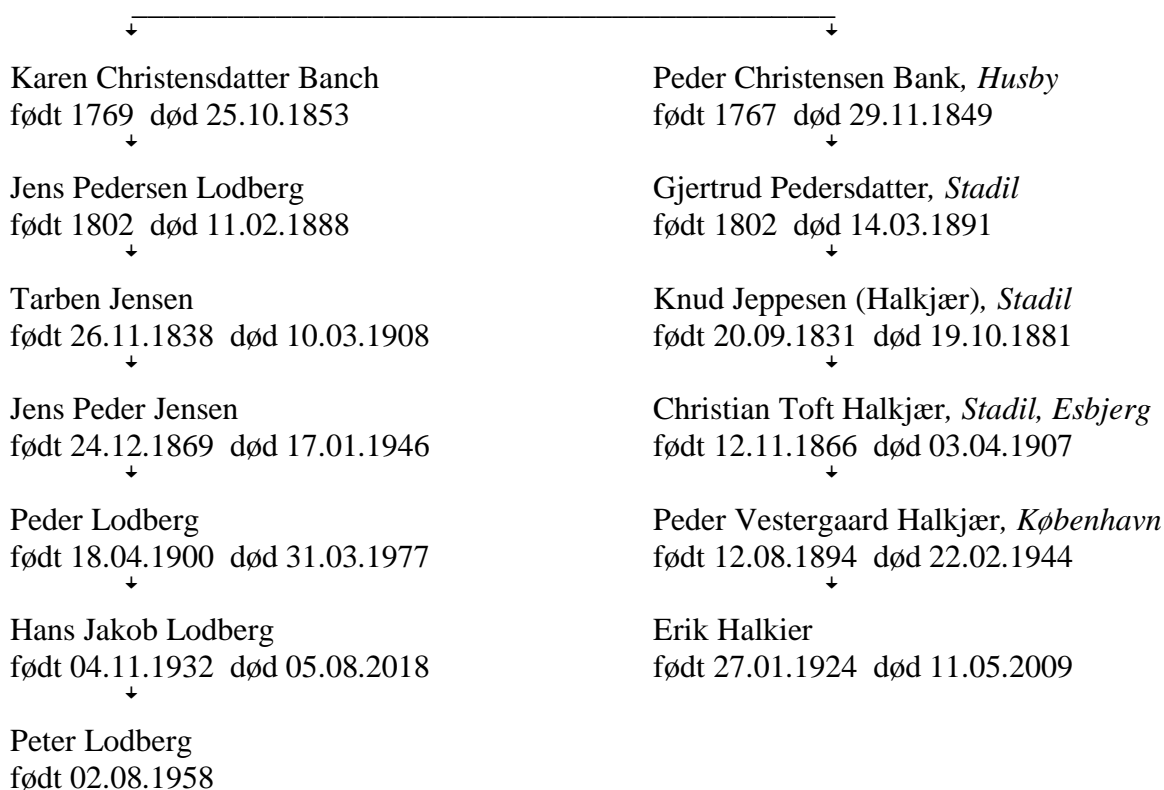 Karen Christensdatter Banch
født 1769 død 25.10.1853
Jens Pedersen Lodberg
født 1802 død 11.02.1888
Tarben Jensen
født 26.11.1838 død 10.03.1908
Jens Peder Jensen
født 24.12.1869 død 17.01.1946
Peder Lodberg
født 18.04.1900 død 31.03.1977
Hans Jakob Lodberg
født 04.11.1932 død 05.08.2018
Peter Lodberg
født 02.08.1958
Peder Christensen Bank, Husby
født 1767 død 29.11.1849
Gjertrud Pedersdatter, Stadil
født 1802 død 14.03.1891
Knud Jeppesen (Halkjær), Stadil
født 20.09.1831 død 19.10.1881
Christian Toft Halkjær, Stadil, Esbjerg
født 12.11.1866 død 03.04.1907
Peder Vestergaard Halkjær, København
født 12.08.1894 død 22.02.1944
Erik Halkier
født 27.01.1924 død 11.05.2009